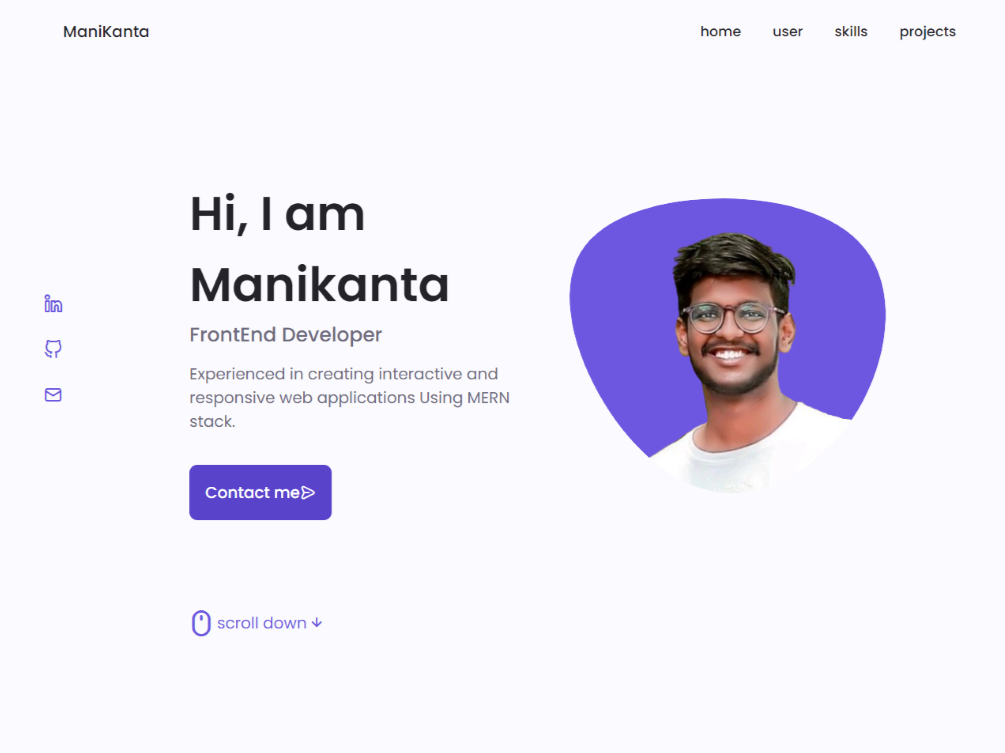 ManiKanta
home user skills projects
Hi, I am
Manikanta
FrontEnd Developer
Experienced in creating interactive and
responsive web applications Using MERN
stack.
Contact me
scroll down